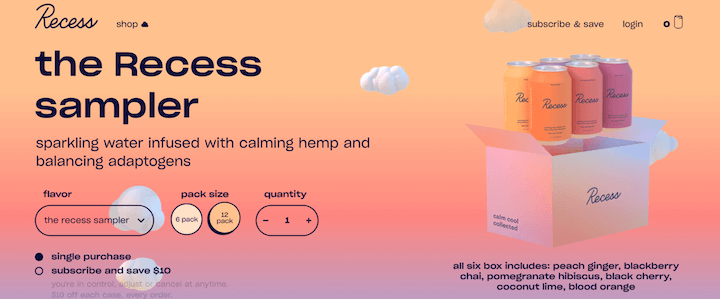 Recess
shop
subscribe & save
login
0
the Recess
sampler
sparkling water infused with calming hemp and
balancing adaptogens
flavor
pack size
quantity
the recess sampler
6 pack
12
pack
– 1 +
single purchase
subscribe and save $10
you're in control, adjust or cancel at anytime.
$10 off each case, every order.
Recess
Recess
Recess
calm cool
collected
all six box includes: peach ginger, blackberry
chai, pomegranate hibiscus, black cherry,
coconut lime, blood orange